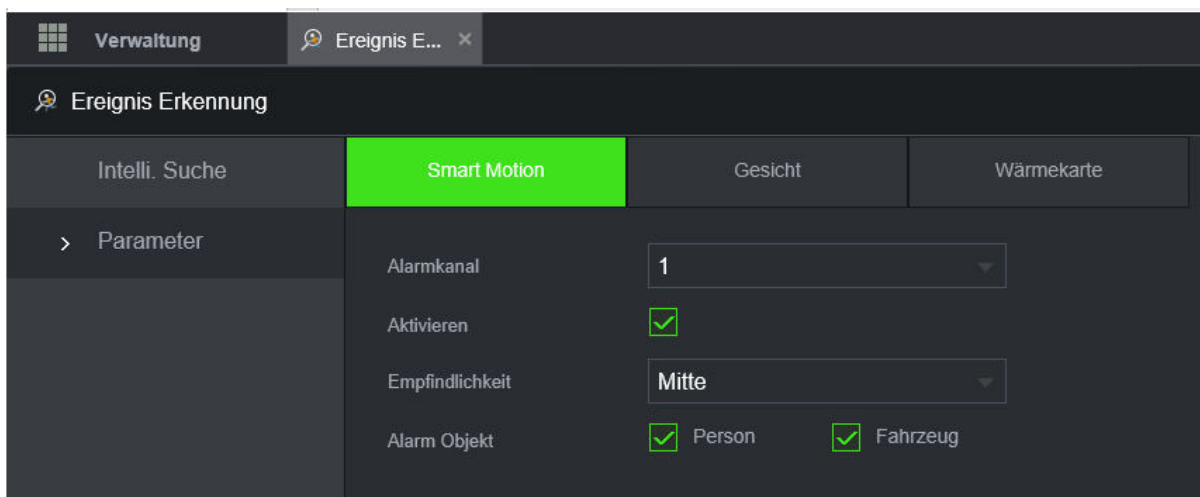 Verwaltung
Ereignis E...
Ereignis Erkennung
Intelli. Suche
Parameter
Smart Motion
Gesicht
Wärmekarte
Alarmkanal
1
Aktivieren
Empfindlichkeit
Mitte
Alarm Objekt
Person
Fahrzeug